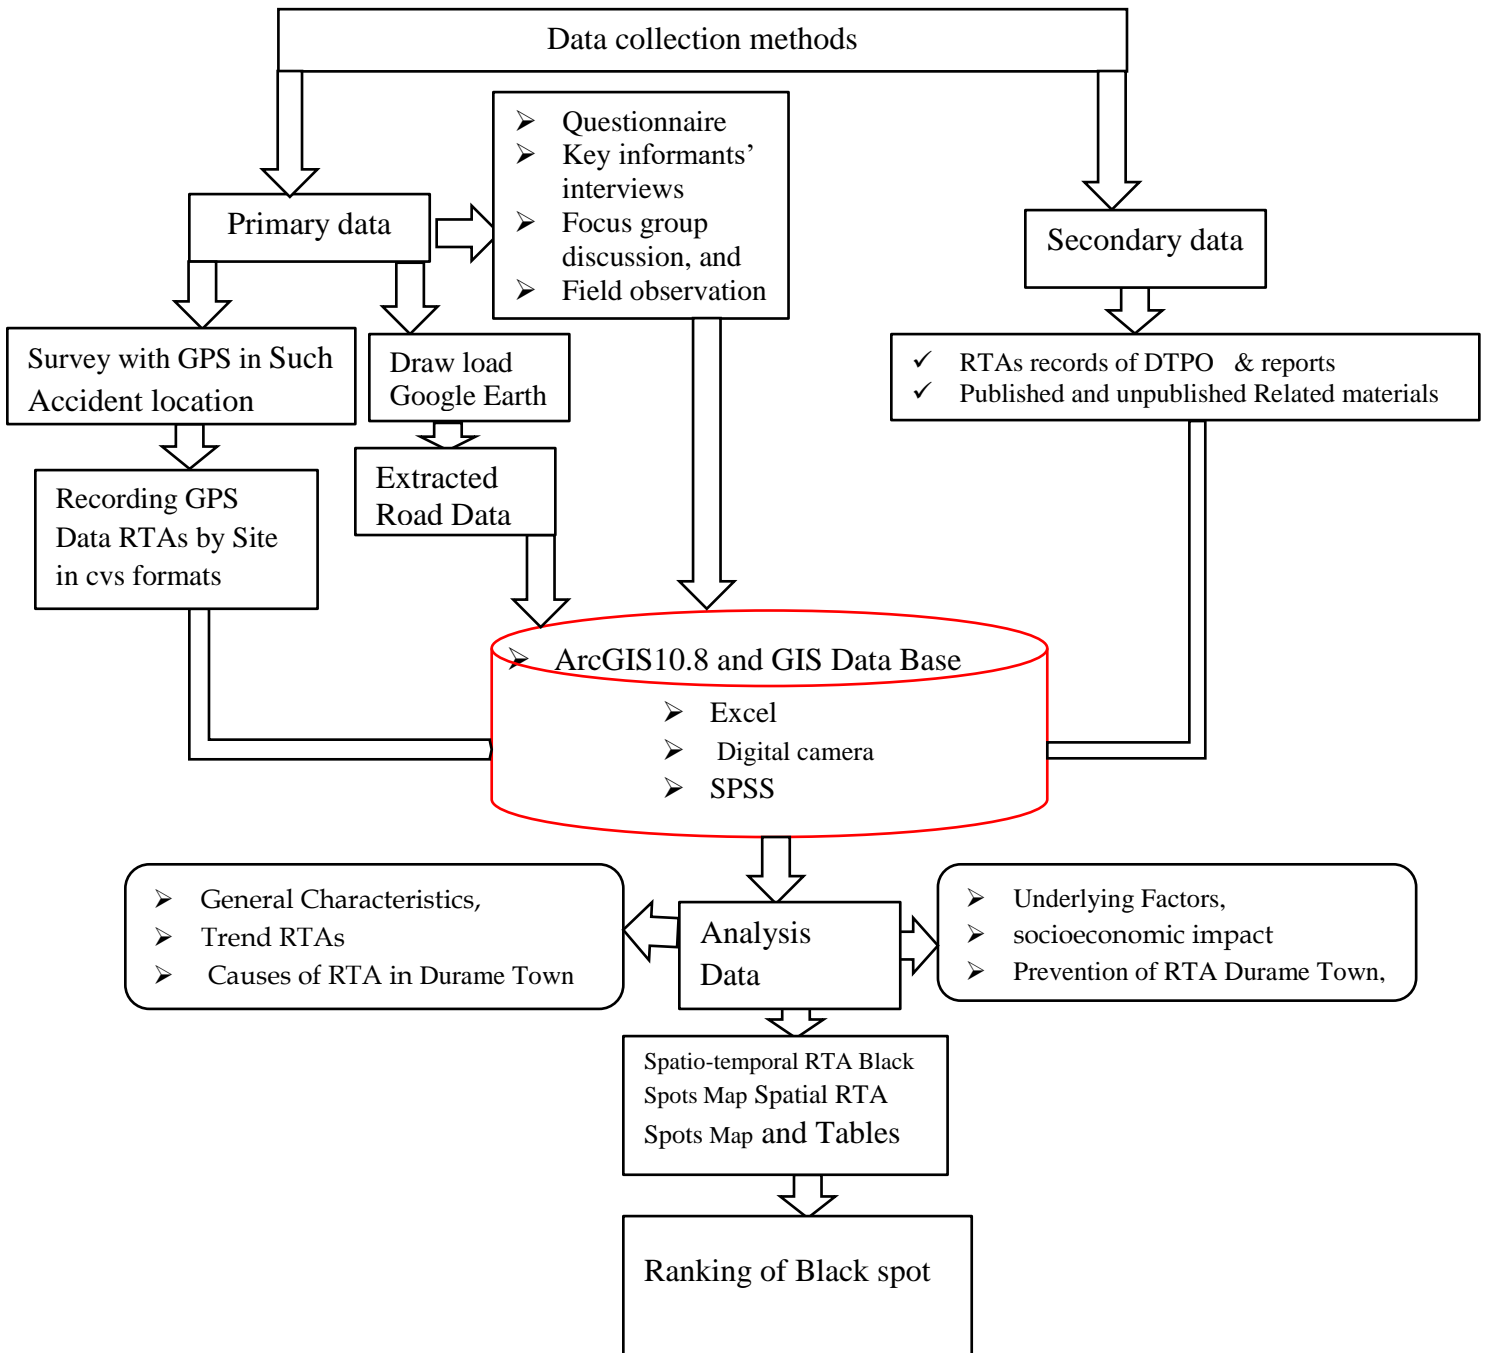 Data collection methods
➢ Questionnaire
➢ Key informants’
interviews
➢ Focus group
discussion, and
➢ Field observation
Primary data
Secondary data
Survey with GPS in Such
Accident location
Draw load
Google Earth
✓ RTAs records of DTPO & reports
✓ Published and unpublished Related materials
Recording GPS
Data RTAs by Site
in cvs formats
Extracted
Road Data
➢ ArcGIS10.8 and GIS Data Base
➢ Excel
➢ Digital camera
➢ SPSS
➢ General Characteristics,
➢ Trend RTAs
➢ Causes of RTA in Durame Town
Analysis
Data
➢ Underlying Factors,
➢ socioeconomic impact
➢ Prevention of RTA Durame Town,
Spatio-temporal RTA Black
Spots Map Spatial RTA
Spots Map and Tables
Ranking of Black spot